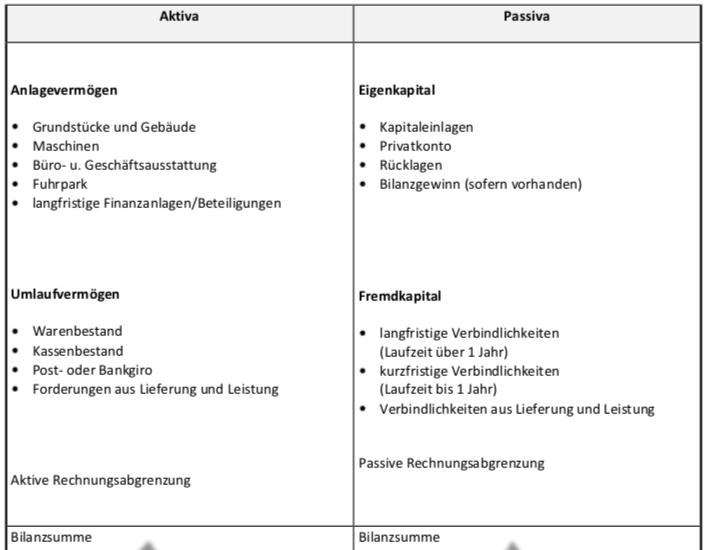 Aktiva
Passiva
Anlagevermögen
• Grundstücke und Gebäude
• Maschinen
• Büro- u. Geschäftsausstattung
• Fuhrpark
• langfristige Finanzanlagen/Beteiligungen
Umlaufvermögen
• Warenbestand
• Kassenbestand
• Post- oder Bankgiro
• Forderungen aus Lieferung und Leistung
Aktive Rechnungsabgrenzung
Bilanzsumme
Eigenkapital
• Kapitaleinlagen
• Privatkonto
• Rücklagen
• Bilanzgewinn (sofern vorhanden)
Fremdkapital
• langfristige Verbindlichkeiten
(Laufzeit über 1 Jahr)
• kurzfristige Verbindlichkeiten
(Laufzeit bis 1 Jahr)
• Verbindlichkeiten aus Lieferung und Leistung
Passive Rechnungsabgrenzung
Bilanzsumme